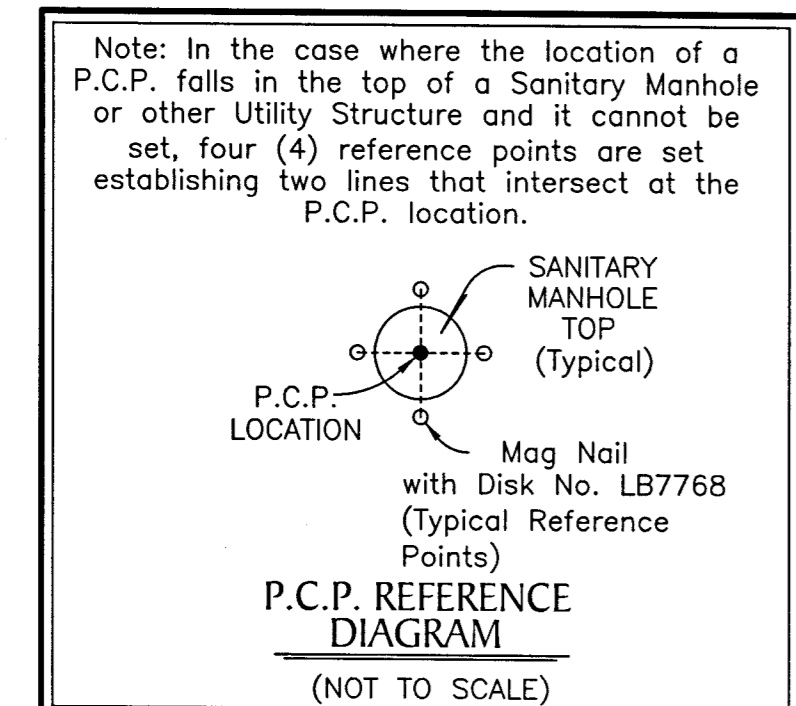 Note: In the case where the location of a
P.C.P. falls in the top of a Sanitary Manhole
or other Utility Structure and it cannot be
set, four (4) reference points are set
establishing two lines that intersect at the
P.C.P. location.
SANITARY
MANHOLE
TOP
(Typical)
P.C.P.
LOCATION
Mag Nail
with Disk No. LB7768
(Typical Reference
Points)
P.C.P. REFERENCE
DIAGRAM
(NOT TO SCALE)